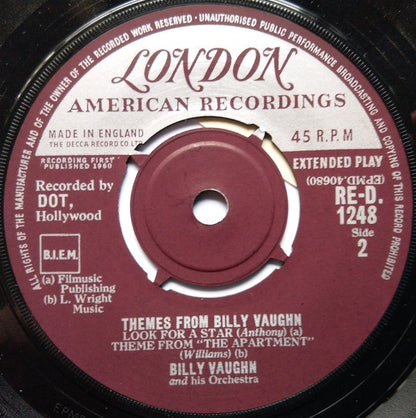 ALL RIGHTS OF THE MANUFACTURER AND OF THE OWNER OF THE RECORDED WORK RESERVED · UNAUTHORISED PUBLIC PERFORMANCE BROADCASTING AND COPYING OF THIS RECORD PROHIBITED
LONDON
AMERICAN RECORDINGS
MADE IN ENGLAND
THE DECCA RECORD CO LTD
45 R.P.M
RECORDING FIRST
PUBLISHED 1960
EXTENDED PLAY
(EPMI.40680)
Recorded by
DOT,
Hollywood
RE-D.
1248
Side
2
B.I.E.M.
(a) Filmusic
Publishing
(b) L. Wright
Music
THEMES FROM BILLY VAUGHN
LOOK FOR A STAR (Anthony) (a)
THEME FROM "THE APARTMENT"
(Williams) (b)
BILLY VAUGHN
and his Orchestra